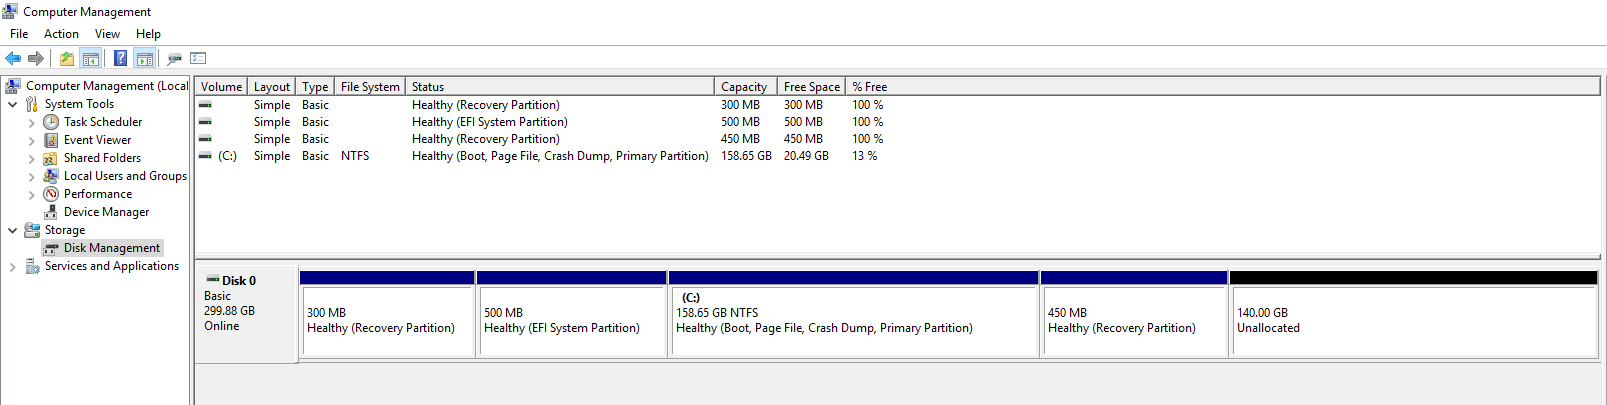 Computer Management
File Action View Help
Computer Management (Local
System Tools
Task Scheduler
Event Viewer
Shared Folders
Local Users and Groups
Performance
Device Manager
Storage
Disk Management
Services and Applications
Volume Layout Type File System Status Capacity Free Space % Free
Simple Basic Healthy (Recovery Partition) 300 MB 300 MB 100 %
Simple Basic Healthy (EFI System Partition) 500 MB 500 MB 100 %
Simple Basic Healthy (Recovery Partition) 450 MB 450 MB 100 %
(C:) Simple Basic NTFS Healthy (Boot, Page File, Crash Dump, Primary Partition) 158.65 GB 20.49 GB 13 %
Disk 0
Basic
299.88 GB
Online
300 MB
Healthy (Recovery Partition)
500 MB
Healthy (EFI System Partition)
(C:)
158.65 GB NTFS
Healthy (Boot, Page File, Crash Dump, Primary Partition)
450 MB
Healthy (Recovery Partition)
140.00 GB
Unallocated